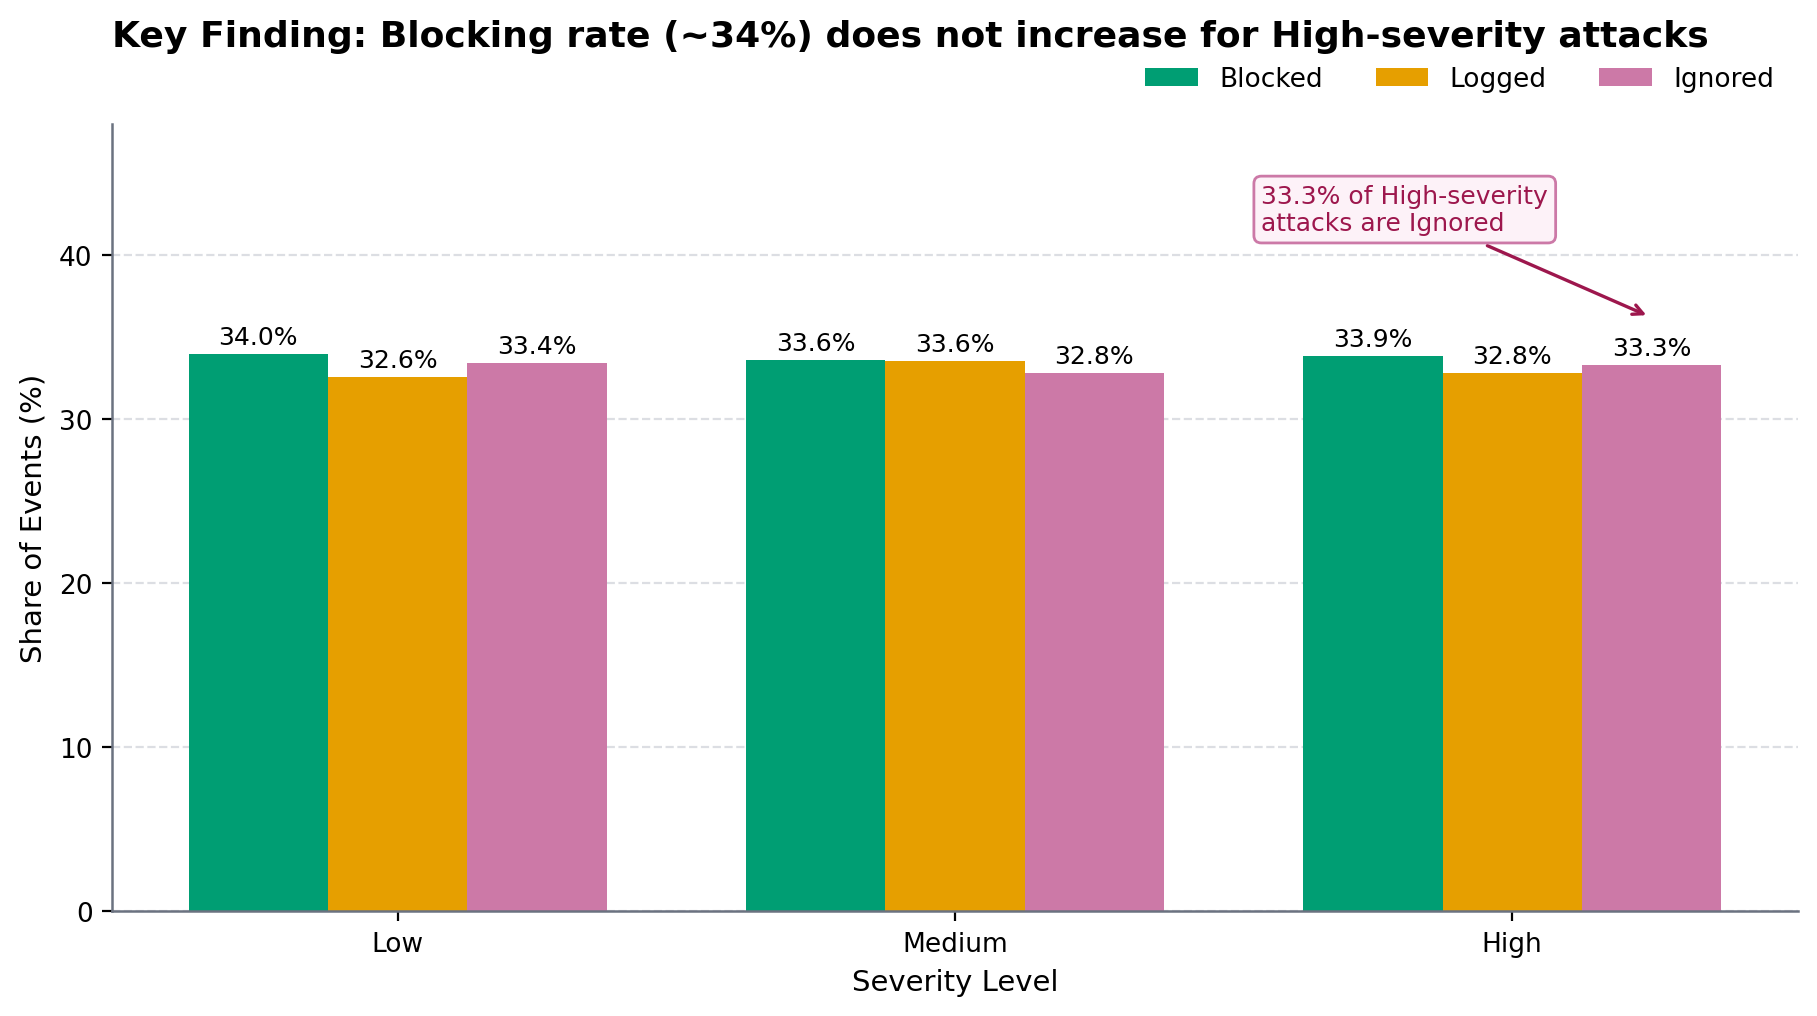 Key Finding: Blocking rate (~34%) does not increase for High-severity attacks
Blocked
Logged
Ignored
33.3% of High-severity
attacks are Ignored
Share of Events (%)
40
30
20
10
0
34.0%
32.6%
33.4%
33.6%
33.6%
32.8%
33.9%
32.8%
33.3%
Low
Medium
High
Severity Level